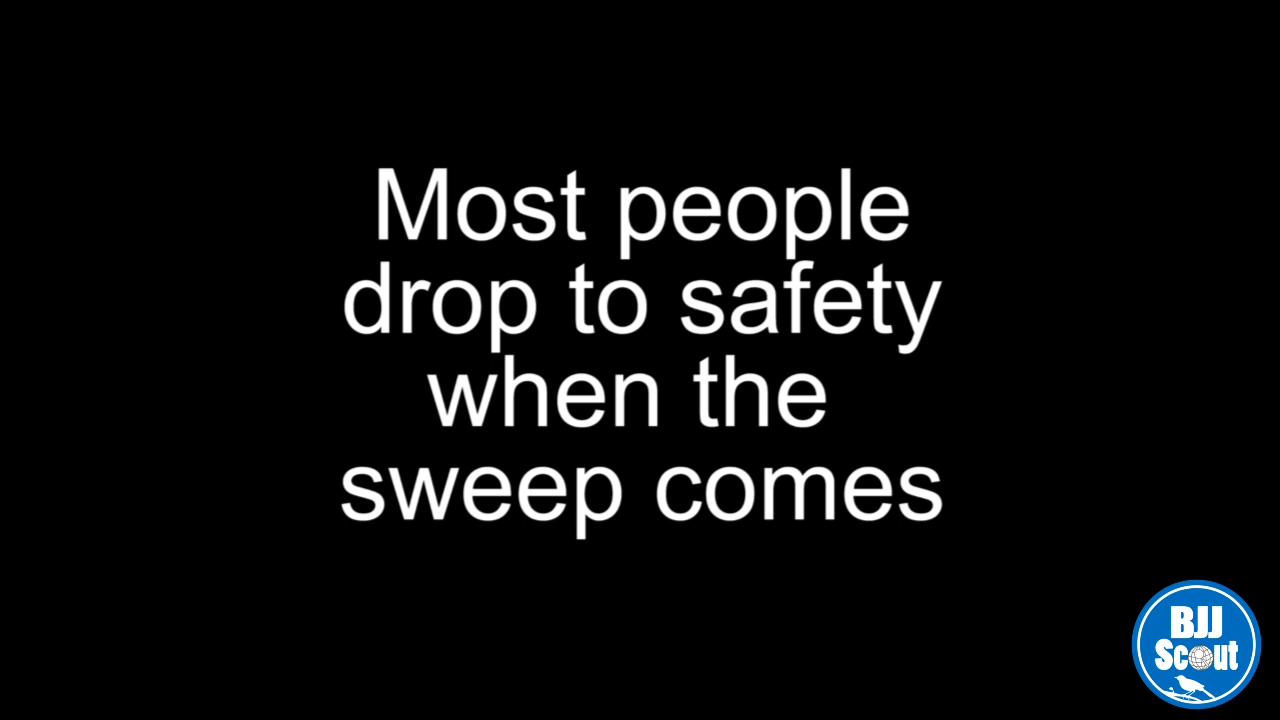 Most people
drop to safety
when the
sweep comes
BJJ
Scout